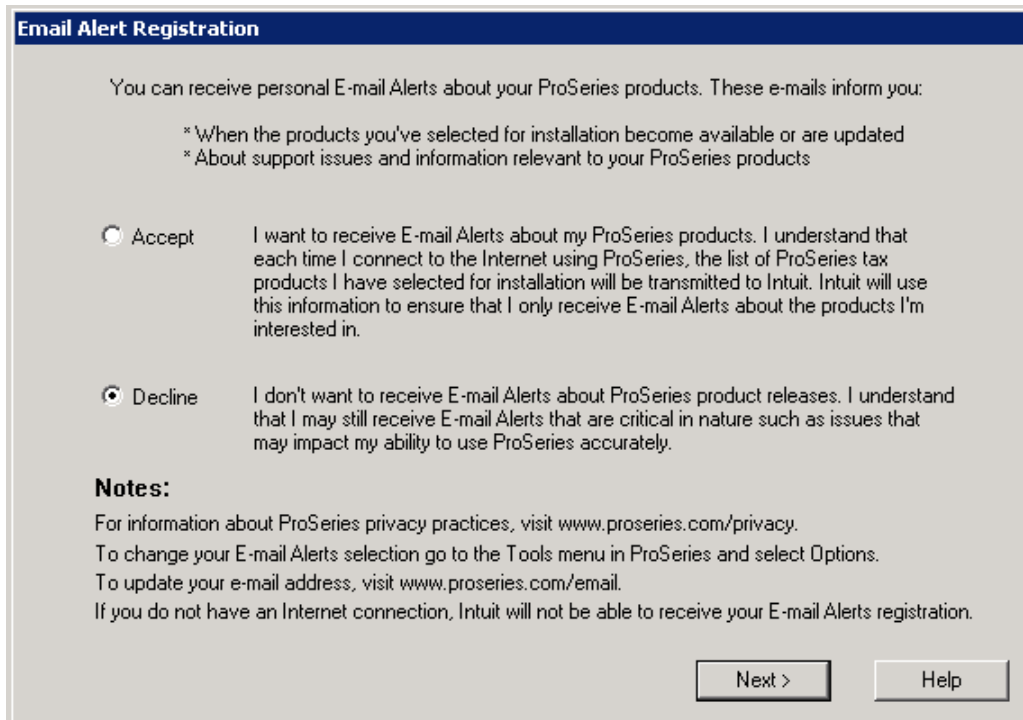 Email Alert Registration
You can receive personal E-mail Alerts about your ProSeries products. These e-mails inform you:
* When the products you've selected for installation become available or are updated
* About support issues and information relevant to your ProSeries products
Accept
I want to receive E-mail Alerts about my ProSeries products. I understand that
each time I connect to the Internet using ProSeries, the list of ProSeries tax
products I have selected for installation will be transmitted to Intuit. Intuit will use
this information to ensure that I only receive E-mail Alerts about the products I'm
interested in.
Decline
I don't want to receive E-mail Alerts about ProSeries product releases. I understand
that I may still receive E-mail Alerts that are critical in nature such as issues that
may impact my ability to use ProSeries accurately.
Notes:
For information about ProSeries privacy practices, visit www.proseries.com/privacy.
To change your E-mail Alerts selection go to the Tools menu in ProSeries and select Options.
To update your e-mail address, visit www.proseries.com/email.
If you do not have an Internet connection, Intuit will not be able to receive your E-mail Alerts registration.
Next >
Help